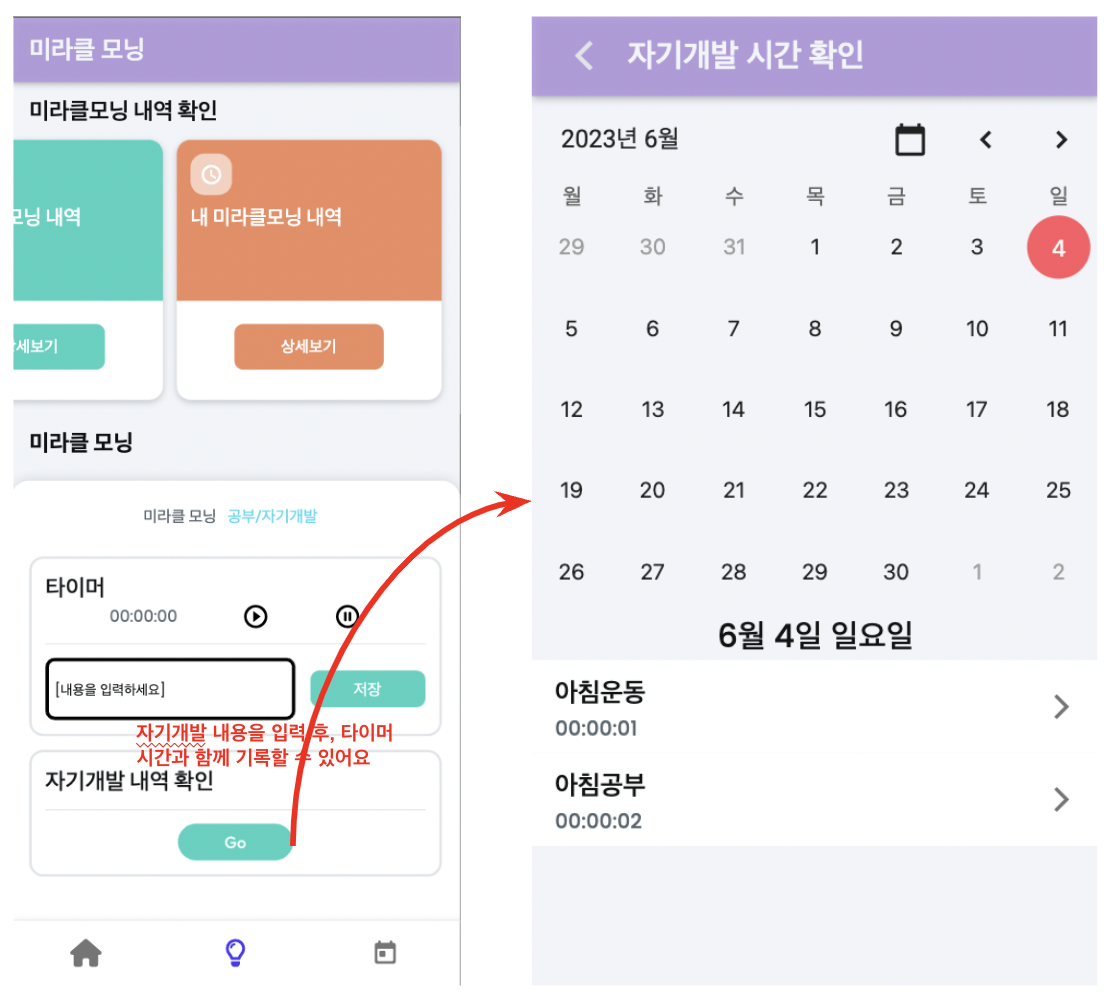 미라클 모닝
미라클모닝 내역 확인
모닝 내역
내 미라클모닝 내역
상세보기
상세보기
미라클 모닝
미라클 모닝 공부/자기개발
타이머
00:00:00
[내용을 입력하세요]
저장
자기개발 내용을 입력 후, 타이머
시간과 함께 기록할 수 있어요
자기개발 내역 확인
Go
자기개발 시간 확인
2023년 6월
월 화 수 목 금 토 일
29 30 31 1 2 3 4
5 6 7 8 9 10 11
12 13 14 15 16 17 18
19 20 21 22 23 24 25
26 27 28 29 30 1 2
6월 4일 일요일
아침운동
00:00:01
아침공부
00:00:02